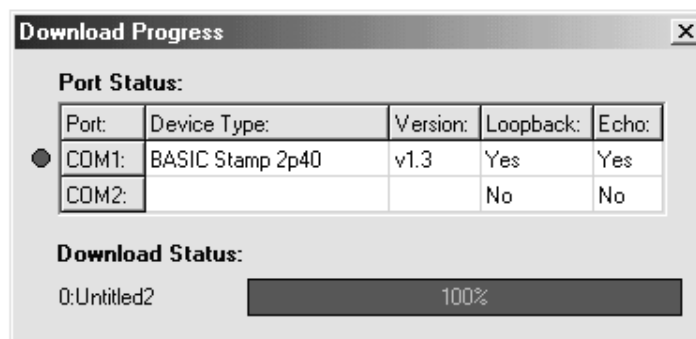 Download Progress
Port Status:
Port: Device Type: Version: Loopback: Echo:
COM1: BASIC Stamp 2p40 v1.3 Yes Yes
COM2: No No
Download Status:
0:Untitled2 100%